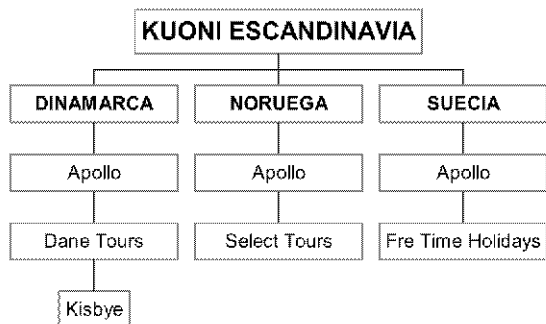 KUONI ESCANDINAVIA
DINAMARCA
NORUEGA
SUECIA
Apollo
Apollo
Apollo
Dane Tours
Select Tours
Fre Time Holidays
Kisbye